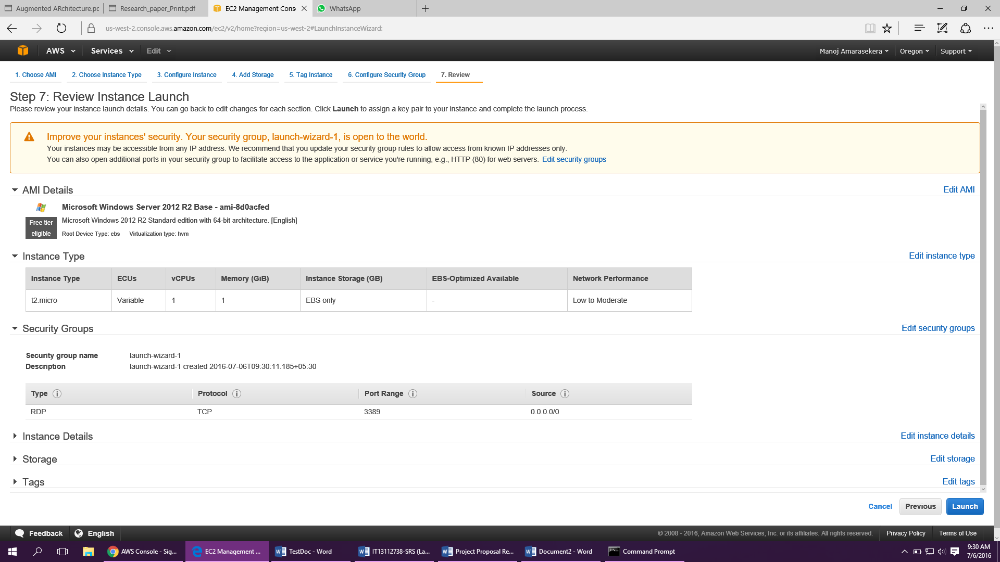 Augmented ARchitecture.pc
Research_paper_Print.pdf
EC2 Management Cons
WhatsApp
us-west-2.console.aws.amazon.com/ec2/v2/home?region=us-west-2#LaunchInstanceWizard:
AWS Services Edit Manoj Amarasekera Oregon Support
1. Choose AMI 2. Choose Instance Type 3. Configure Instance 4. Add Storage 5. Tag Instance 6. Configure Security Group 7. Review
Step 7: Review Instance Launch
Please review your instance launch details. You can go back to edit changes for each section. Click Launch to assign a key pair to your instance and complete the launch process.
Improve your instances' security. Your security group, launch-wizard-1, is open to the world.
Your instances may be accessible from any IP address. We recommend that you update your security group rules to allow access from known IP addresses only.
You can also open additional ports in your security group to facilitate access to the application or service you're running, e.g., HTTP (80) for web servers. Edit security groups
AMI Details Edit AMI
Microsoft Windows Server 2012 R2 Base - ami-8d0acfed
Free tier eligible
Microsoft Windows 2012 R2 Standard edition with 64-bit architecture. [English]
Root Device Type: ebs Virtualization type: hvm
Instance Type Edit instance type
Instance Type ECUs vCPUs Memory (GiB) Instance Storage (GB) EBS-Optimized Available Network Performance
t2.micro Variable 1 1 EBS only - Low to Moderate
Security Groups Edit security groups
Security group name launch-wizard-1
Description launch-wizard-1 created 2016-07-06T09:30:11.185+05:30
Type Protocol Port Range Source
RDP TCP 3389 0.0.0.0/0
Instance Details Edit instance details
Storage Edit storage
Tags Edit tags
Cancel Previous Launch
Feedback English © 2008 - 2016, Amazon Web Services, Inc. or its affiliates. All rights reserved. Privacy Policy Terms of Use
AWS Console - Sig... EC2 Management ... TestDoc - Word IT13112738-SRS (La... Project Proposal Re... Document2 - Word Command Prompt
9:30 AM
7/6/2016